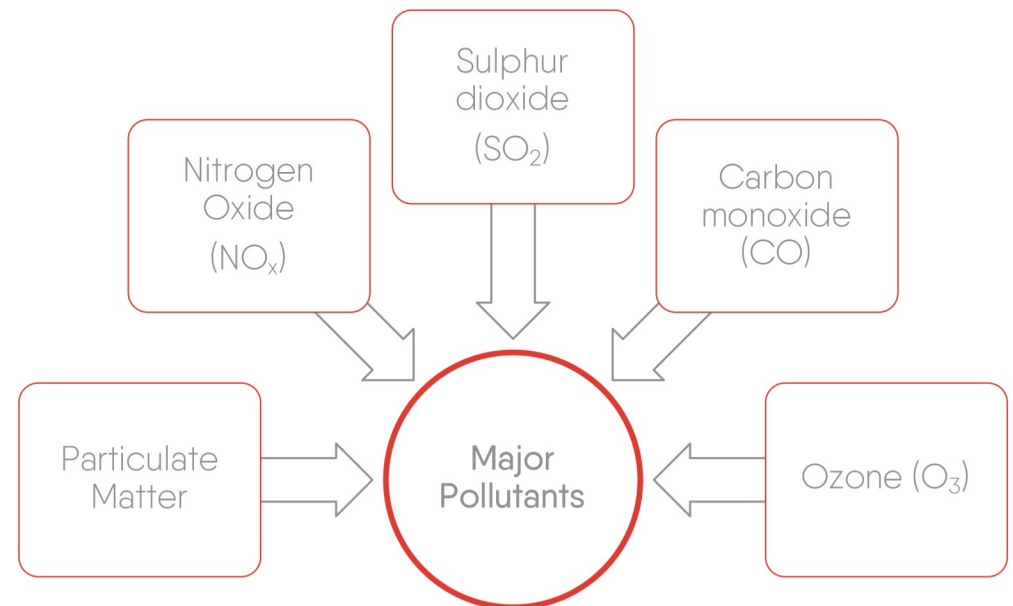 Sulphur
dioxide
(SO₂)
Nitrogen
Oxide
(NOₓ)
Carbon
monoxide
(CO)
Particulate
Matter
Major
Pollutants
Ozone (O₃)